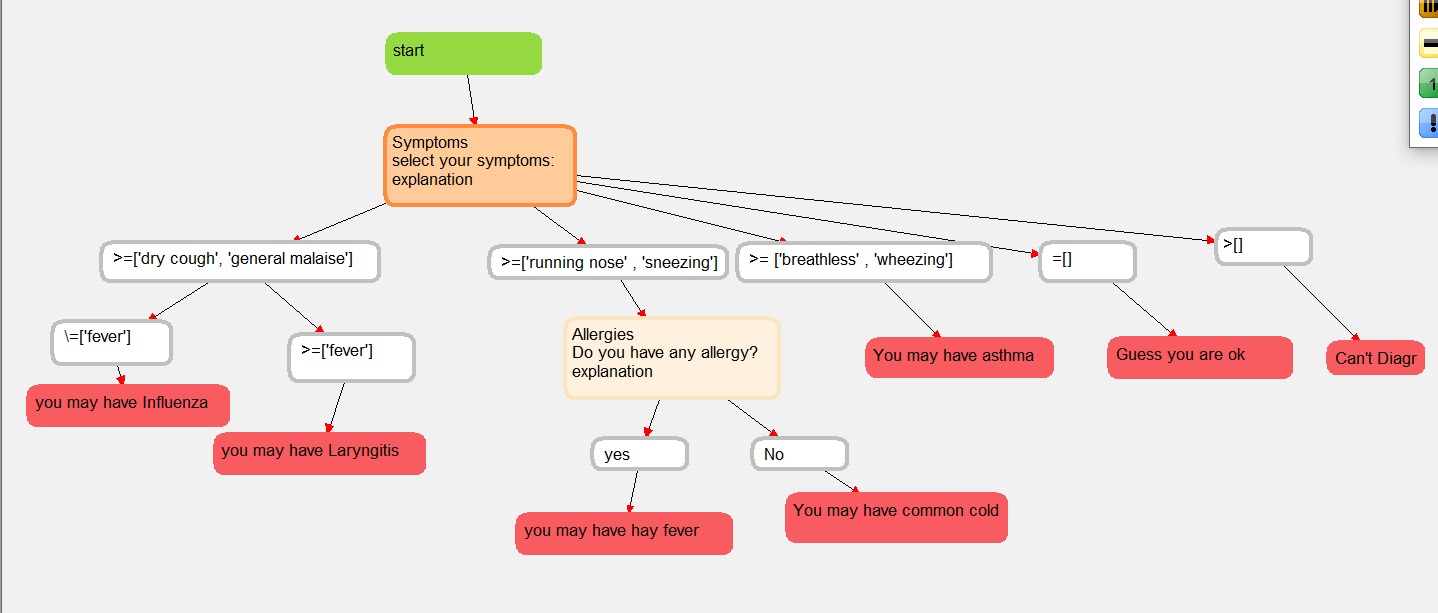 start
Symptoms
select your symptoms:
explanation
>=['dry cough', 'general malaise']
>=['running nose' , 'sneezing']
>= ['breathless' , 'wheezing']
=[]
>[]
\=['fever']
>=['fever']
Allergies
Do you have any allergy?
explanation
You may have asthma
Guess you are ok
Can't Diagr
you may have Influenza
you may have Laryngitis
yes
No
you may have hay fever
You may have common cold